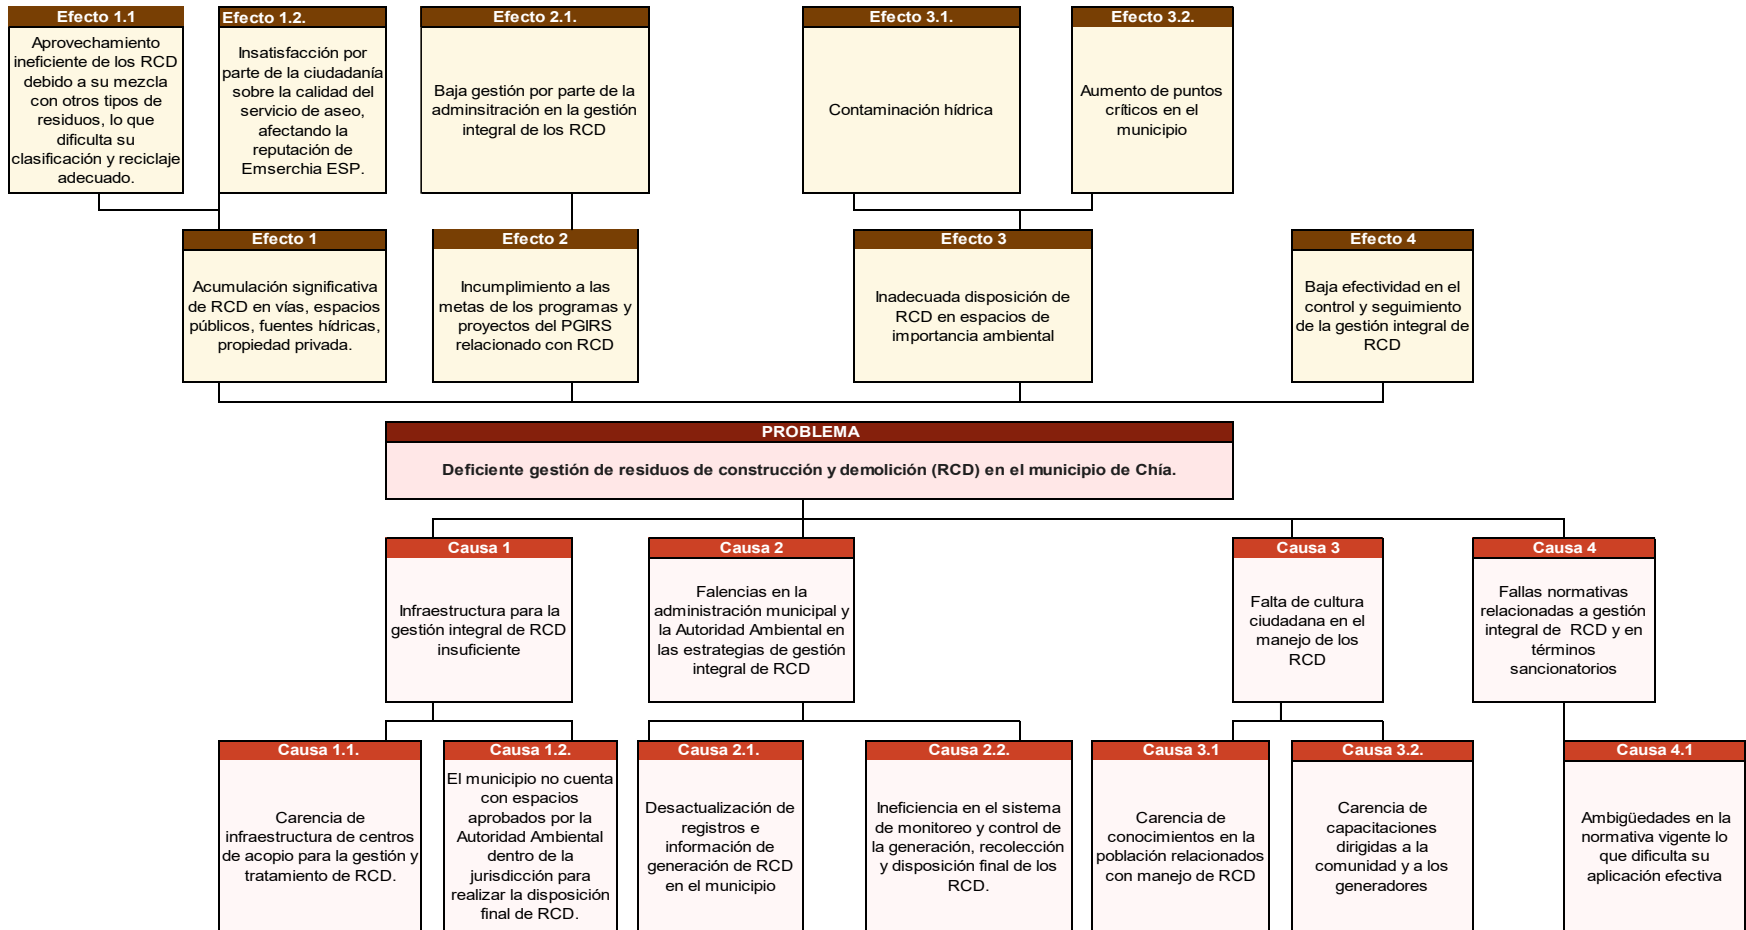 Efecto 1.1
Aprovechamiento
ineficiente de los RCD
debido a su mezcla
con otros tipos de
residuos, lo que
dificulta su
clasificación y reciclaje
adecuado.
Efecto 1.2.
Insatisfacción por
parte de la ciudadanía
sobre la calidad del
servicio de aseo,
afectando la
reputación de
Emserchia ESP.
Efecto 2.1.
Baja gestión por parte de la
adminsitración en la gestión
integral de los RCD
Efecto 3.1.
Contaminación hídrica
Efecto 3.2.
Aumento de puntos
críticos en el
municipio
Efecto 1
Acumulación significativa
de RCD en vías, espacios
públicos, fuentes hídricas,
propiedad privada.
Efecto 2
Incumplimiento a las
metas de los programas y
proyectos del PGIRS
relacionado con RCD
Efecto 3
Inadecuada disposición de
RCD en espacios de
importancia ambiental
Efecto 4
Baja efectividad en el
control y seguimiento
de la gestión integral de
RCD
PROBLEMA
Deficiente gestión de residuos de construcción y demolición (RCD) en el municipio de Chía.
Causa 1
Infraestructura para la
gestión integral de RCD
insuficiente
Causa 2
Falencias en la
administración municipal y
la Autoridad Ambiental en
las estrategias de gestión
integral de RCD
Causa 3
Falta de cultura
ciudadana en el
manejo de los
RCD
Causa 4
Fallas normativas
relacionadas a gestión
integral de RCD y en
términos
sancionatorios
Causa 1.1.
Carencia de
infraestructura de centros
de acopio para la gestión y
tratamiento de RCD.
Causa 1.2.
El municipio no cuenta
con espacios
aprobados por la
Autoridad Ambiental
dentro de la
jurisdicción para
realizar la disposición
final de RCD.
Causa 2.1.
Desactualización de
registros e
información de
generación de RCD
en el municipio
Causa 2.2.
Ineficiencia en el sistema
de monitoreo y control de
la generación, recolección
y disposición final de los
RCD.
Causa 3.1
Carencia de
conocimientos en la
población relacionados
con manejo de RCD
Causa 3.2.
Carencia de
capacitaciones
dirigidas a la
comunidad y a los
generadores
Causa 4.1
Ambigüedades en la
normativa vigente lo
que dificulta su
aplicación efectiva